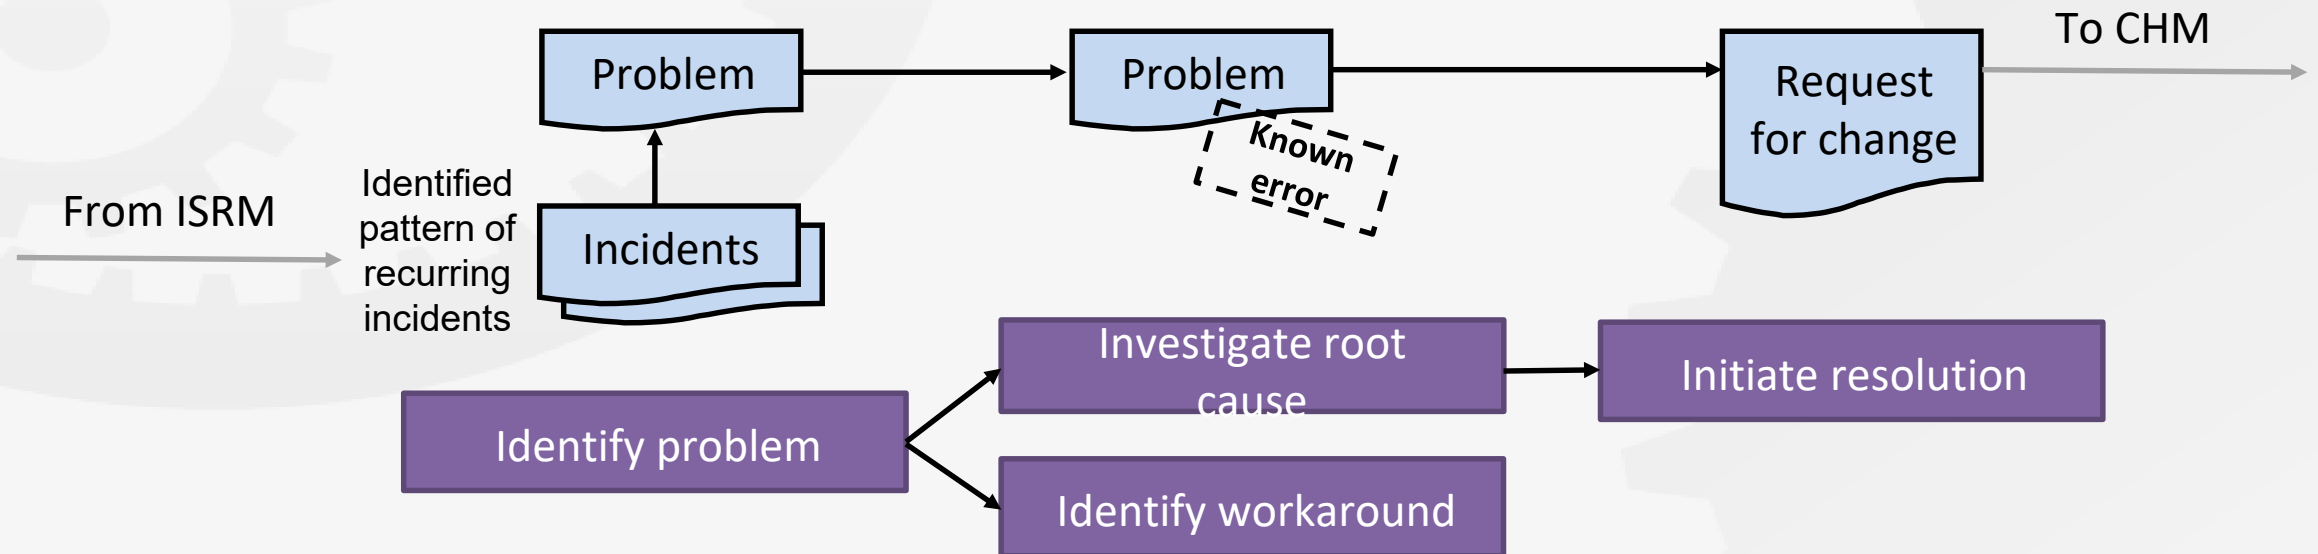 To CHM
Problem
Problem
Request
for change
Known
error
From ISRM
Identified
pattern of
recurring
incidents
Incidents
Investigate root
cause
Initiate resolution
Identify problem
Identify workaround